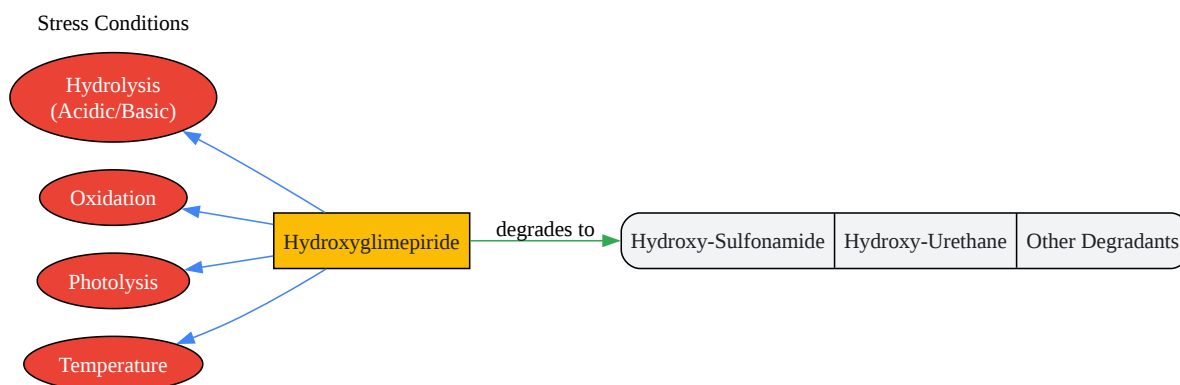 Stress Conditions
Hydrolysis
(Acidic/Basic)
Oxidation
Photolysis
Temperature
Hydroxyglimepiride
degrades to
Hydroxy-Sulfonamide
Hydroxy-Urethane
Other Degradants